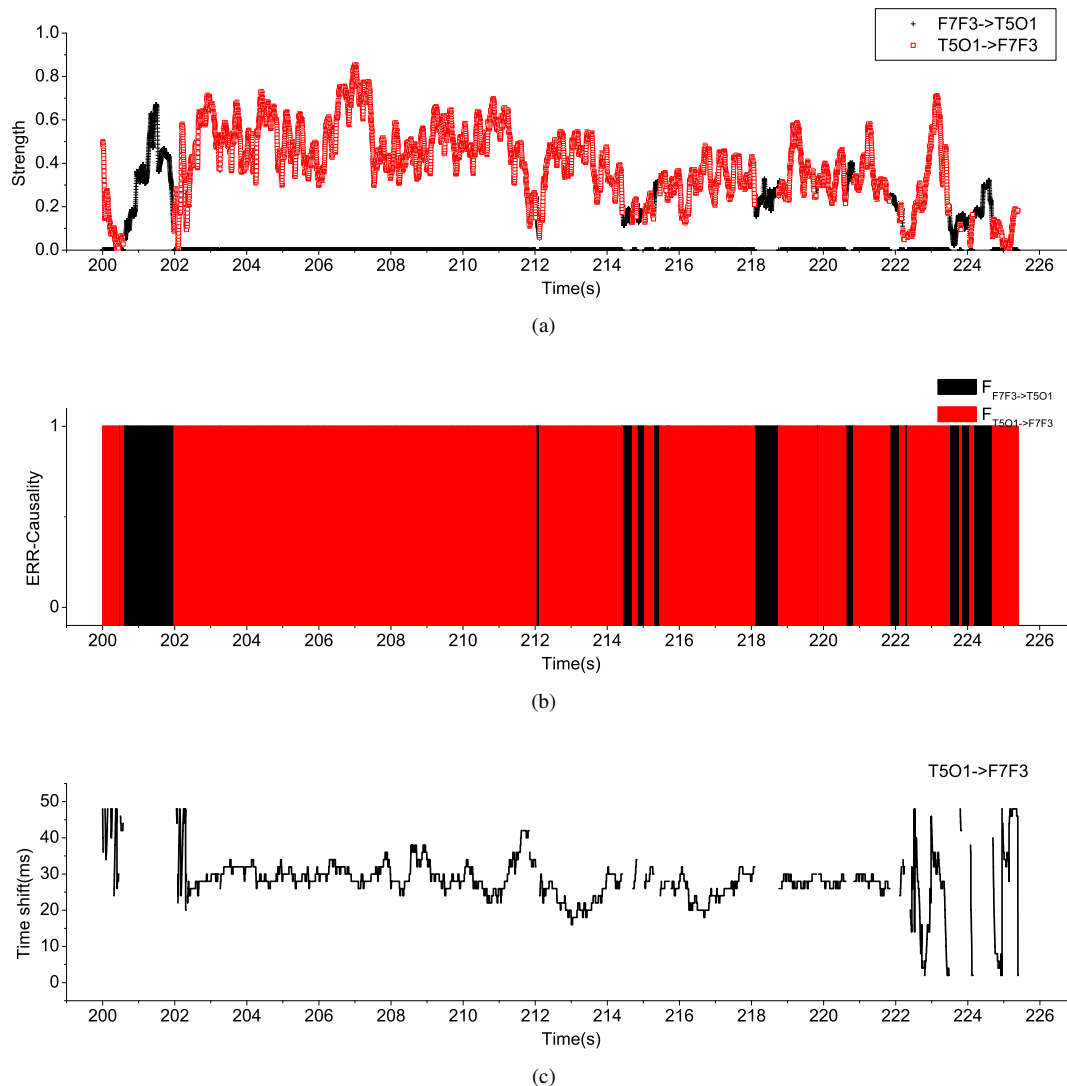 F7F3->T5O1
T5O1->F7F3
1.0
0.8
0.6
0.4
0.2
0.0
Strength
200 202 204 206 208 210 212 214 216 218 220 222 224 226
Time(s)
(a)
F F7F3->T5O1
F T5O1->F7F3
1
0
ERR-Causality
200 202 204 206 208 210 212 214 216 218 220 222 224 226
Time(s)
(b)
T5O1->F7F3
50
40
30
20
10
0
Time shift(ms)
200 202 204 206 208 210 212 214 216 218 220 222 224 226
Time(s)
(c)